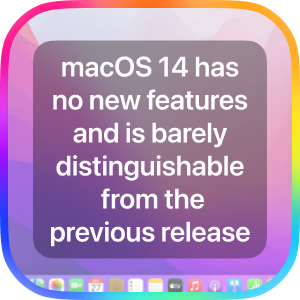 macOS 14 has
no new features
and is barely
distinguishable
from the
previous release